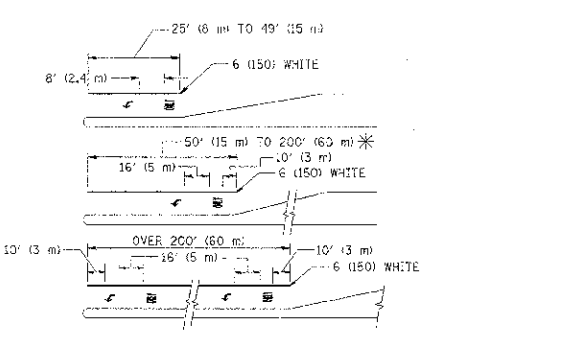 25' (8 m) TO 49' (15 m)
6 (150) WHITE
8' (2.4 m)
50' (15 m) TO 200' (60 m) ✳
10' (3 m)
16' (5 m)
6 (150) WHITE
OVER 200' (60 m)
10' (3 m)
16' (5 m)
10' (3 m)
6 (150) WHITE